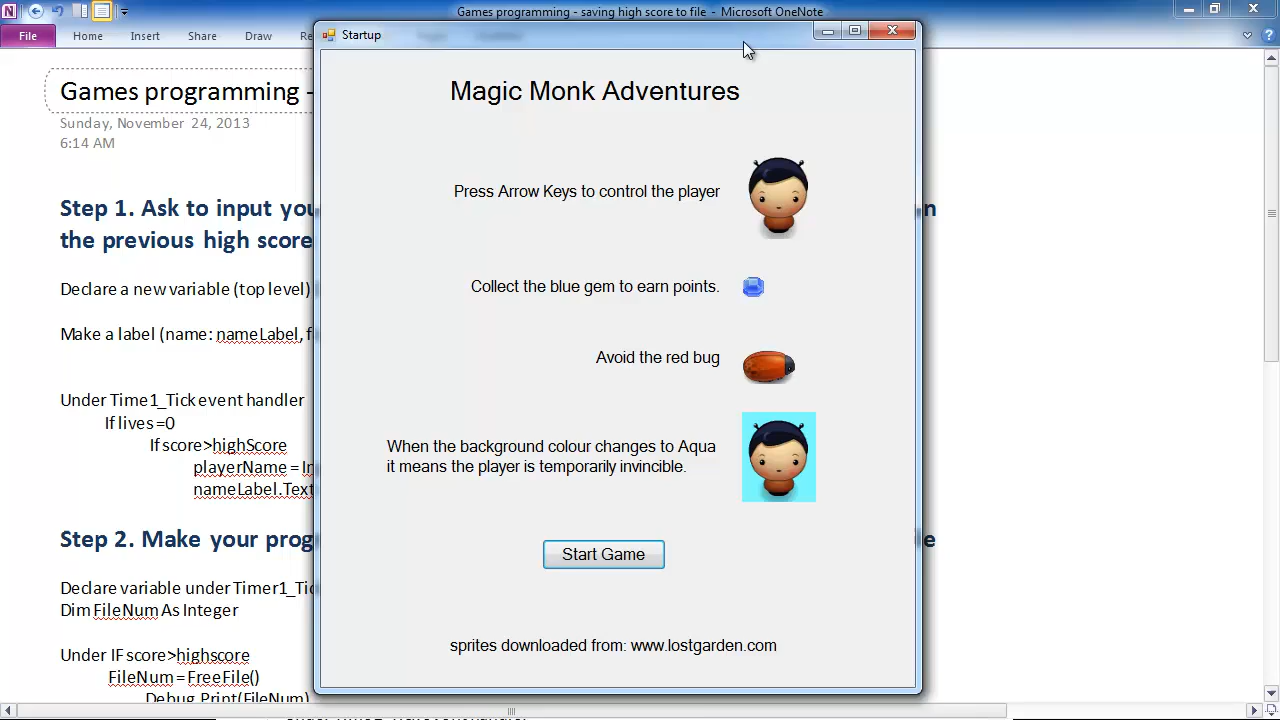 Games programming - saving high score to file - Microsoft OneNote
File
Home
Insert
Share
Draw
Startup
Games programming -
Sunday, November 24, 2013
6:14 AM
Step 1. Ask to input you
n
the previous high score
Declare a new variable (top level)
Make a label (name: nameLabel, f
Under Time1_Tick event handler
If lives =0
If score>highScore
playerName = In
nameLabel.Text
Step 2. Make your prog
e
Declare variable under Timer1_Tic
Dim FileNum As Integer
Under IF score>highscore
FileNum = FreeFile()
Debug.Print(FileNum)
Magic Monk Adventures
Press Arrow Keys to control the player
Collect the blue gem to earn points.
Avoid the red bug
When the background colour changes to Aqua
it means the player is temporarily invincible.
Start Game
sprites downloaded from: www.lostgarden.com